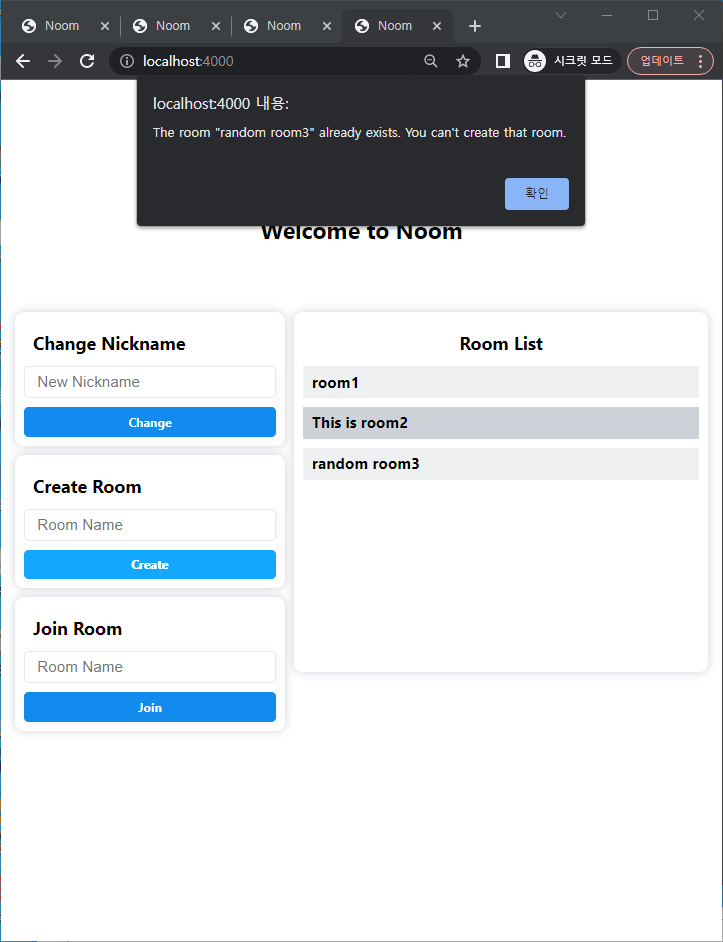 Noom
Noom
Noom
Noom
localhost:4000
시크릿 모드
업데이트
localhost:4000 내용:
The room "random room3" already exists. You can't create that room.
확인
Welcome to Noom
Change Nickname
New Nickname
Change
Create Room
Room Name
Create
Join Room
Room Name
Join
Room List
room1
This is room2
random room3